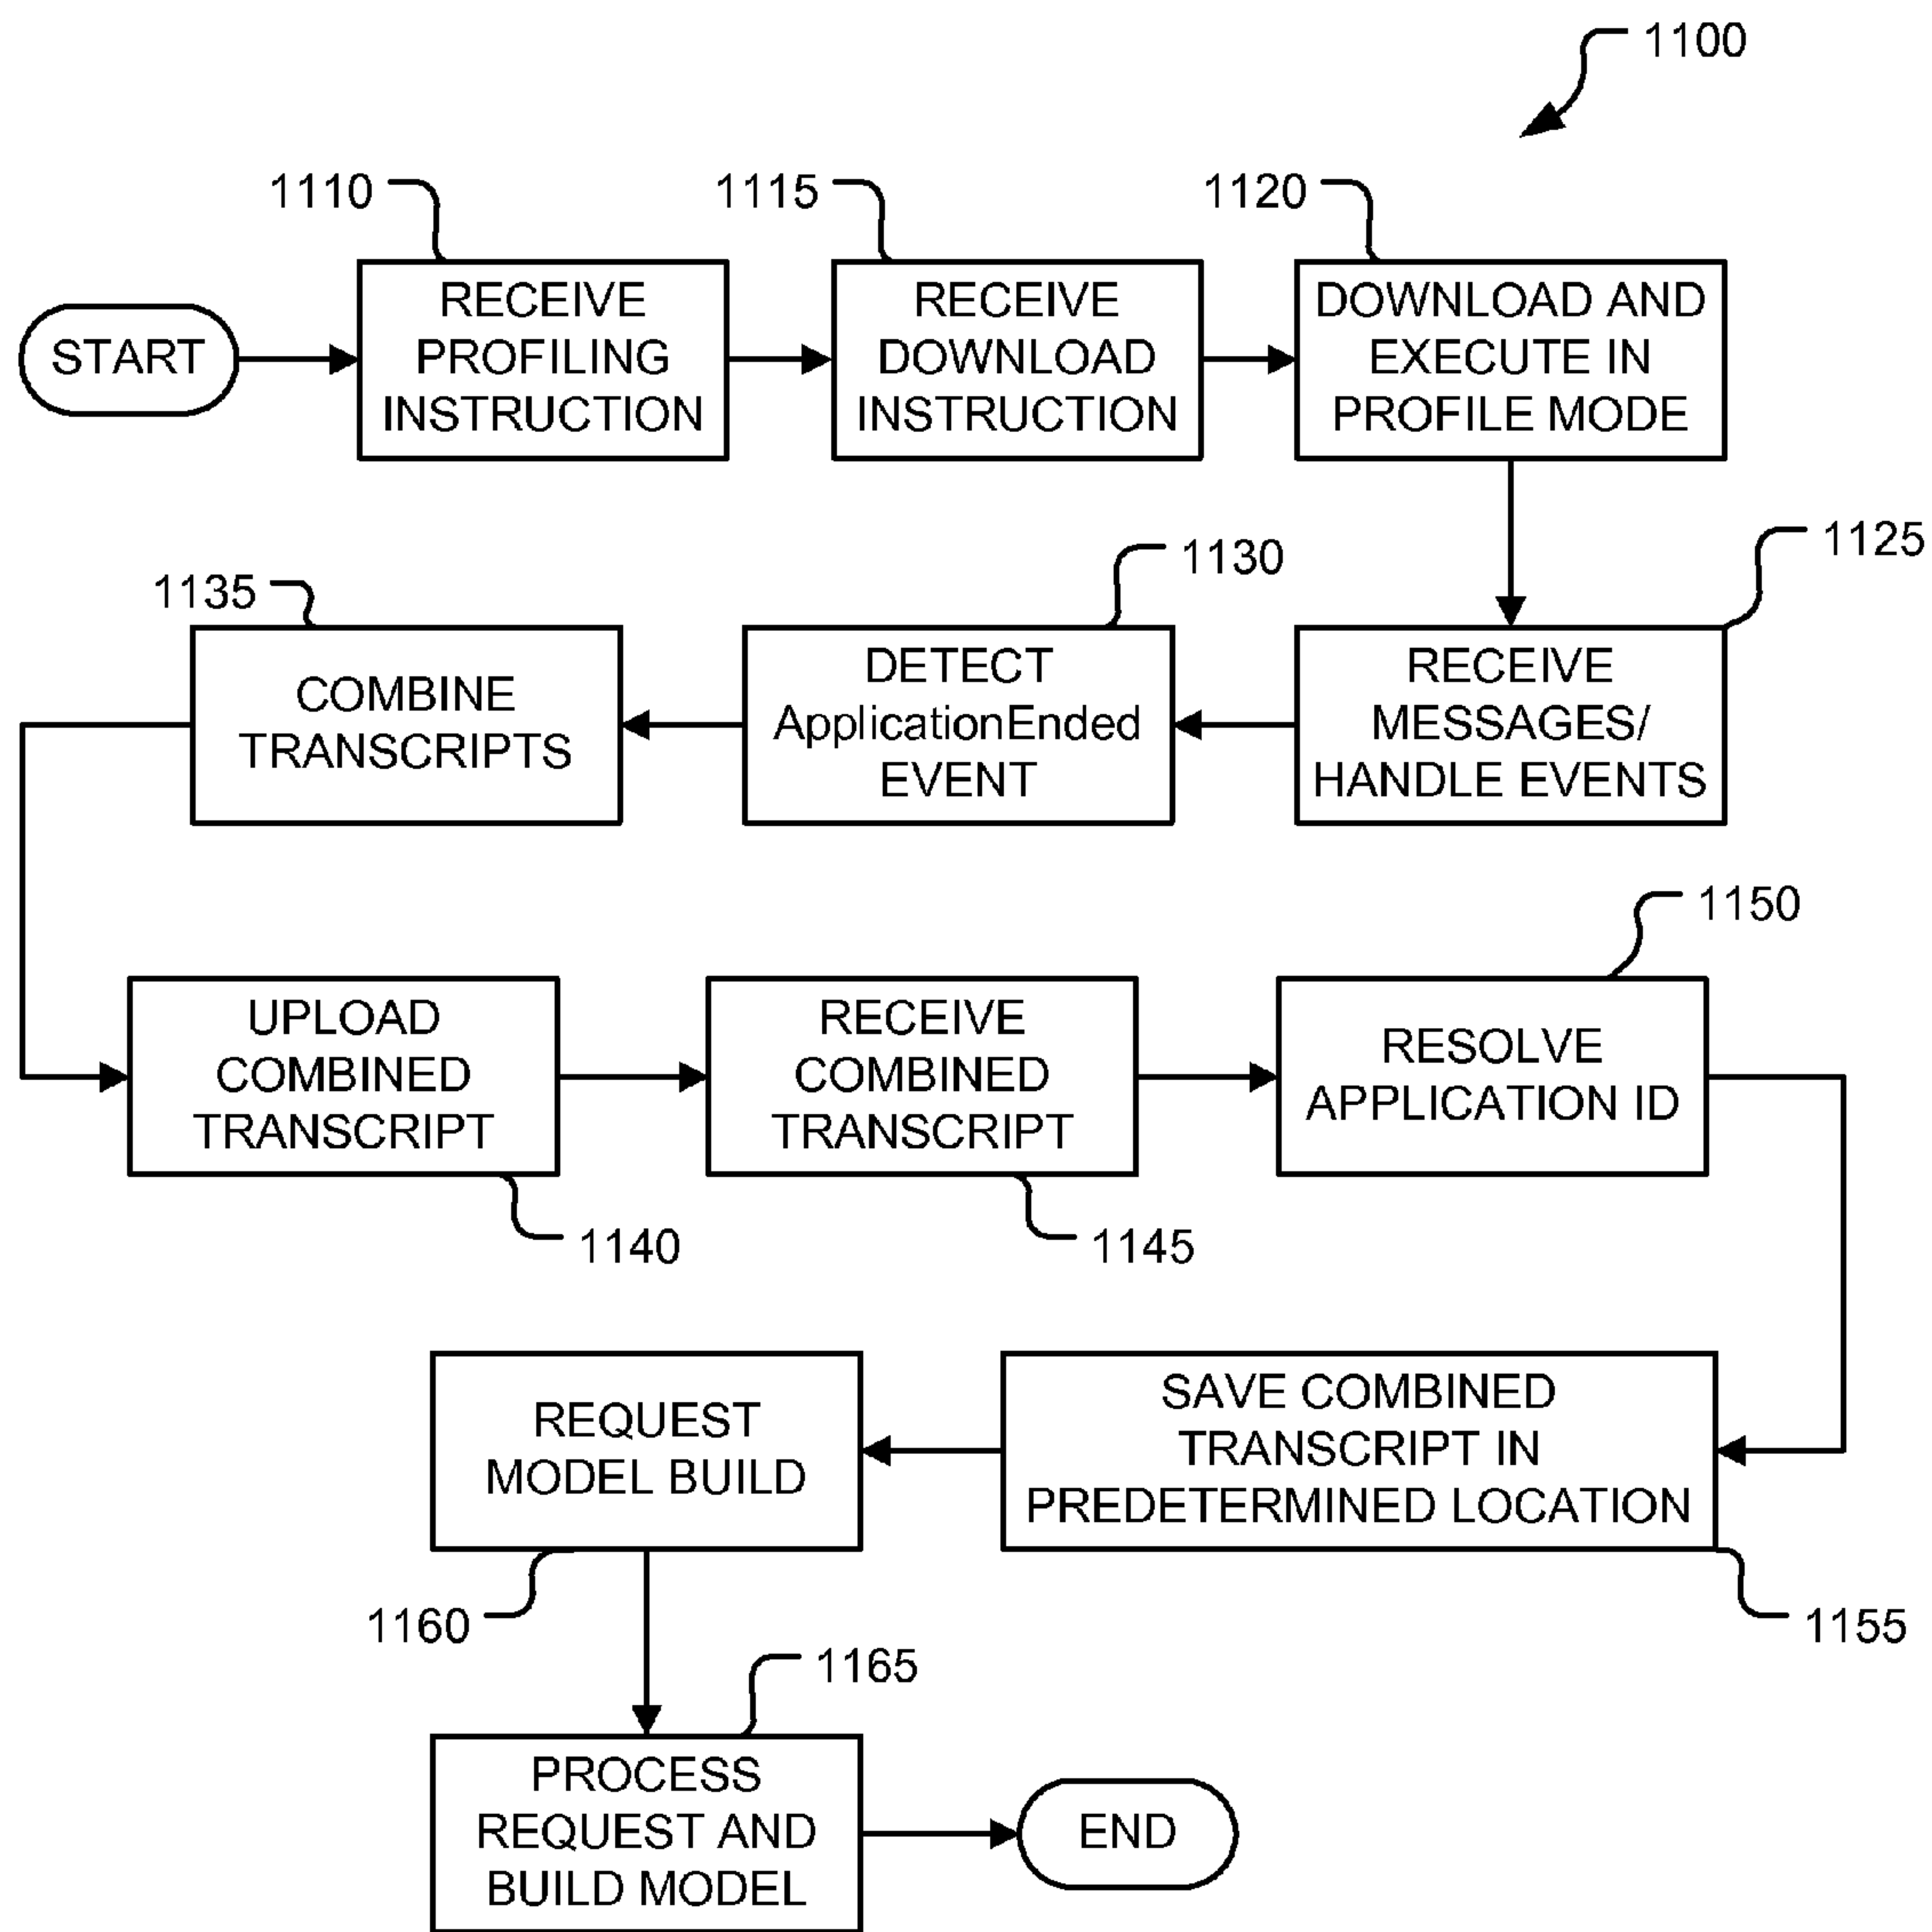 1100
1110
1115
1120
START
RECEIVE
PROFILING
INSTRUCTION
RECEIVE
DOWNLOAD
INSTRUCTION
DOWNLOAD AND
EXECUTE IN
PROFILE MODE
1125
1130
1135
COMBINE
TRANSCRIPTS
DETECT
ApplicationEnded
EVENT
RECEIVE
MESSAGES/
HANDLE EVENTS
1150
UPLOAD
COMBINED
TRANSCRIPT
RECEIVE
COMBINED
TRANSCRIPT
RESOLVE
APPLICATION ID
1140
1145
REQUEST
MODEL BUILD
SAVE COMBINED
TRANSCRIPT IN
PREDETERMINED LOCATION
1160
1155
1165
PROCESS
REQUEST AND
BUILD MODEL
END